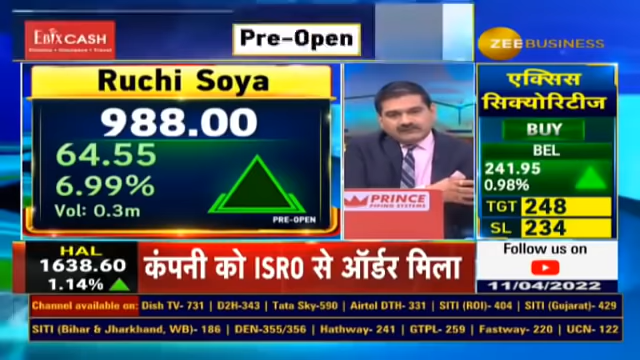 EbixCASH
Pre-Open
ZEEBUSINESS
Ruchi Soya
988.00
64.55
6.99%
Vol: 0.3m
PRE-OPEN
PRINCE
PIPING SYSTEMS
एक्सिस
सिक्योरिटीज
BUY
BEL
241.95
0.98%
TGT 248
SL 234
HAL
1638.60
1.14%
कंपनी को ISRO से ऑर्डर मिला
Follow us on
11/04/2022
Channel available on: Dish TV- 731 | D2H-343 | Tata Sky-590 | Airtel DTH- 331 | SITI (ROI)- 404 | SITI (Gujarat)- 429
SITI (Bihar & Jharkhand, WB)- 186 | DEN-355/356 | Hathway- 241 | GTPL- 259 | Fastway- 220 | UCN- 122